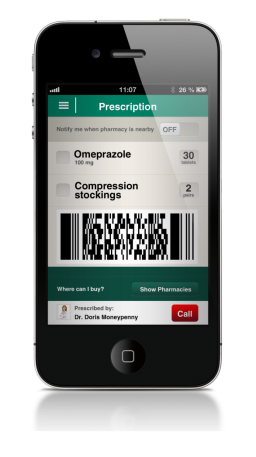 11:07 26 %
Prescription
Notify me when pharmacy is nearby OFF
Omeprazole 30
100 mg tablets
Compression 2
stockings pairs
Where can I buy? Show Pharmacies
Prescribed by:
Dr. Doris Moneypenny Call